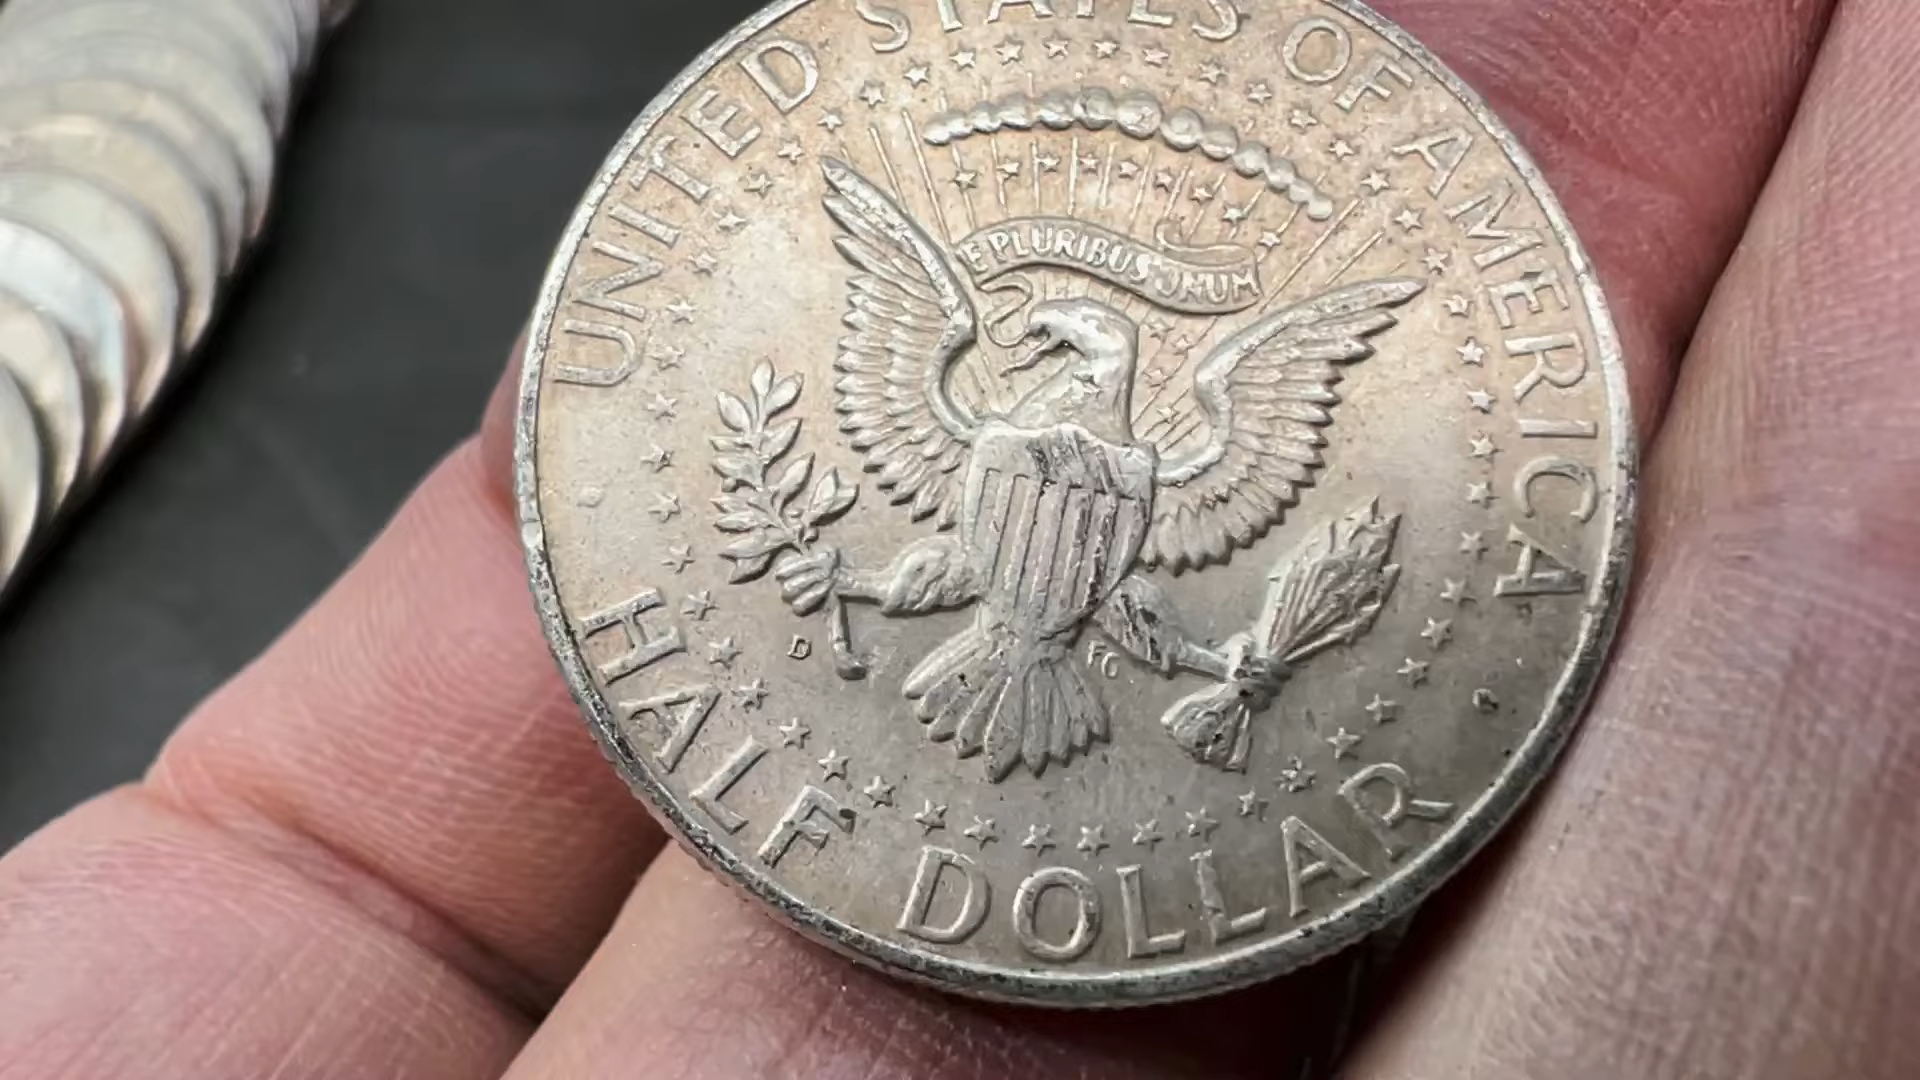 UNITED STATES OF AMERICA
E PLURIBUS UNUM
D
FG
HALF DOLLAR